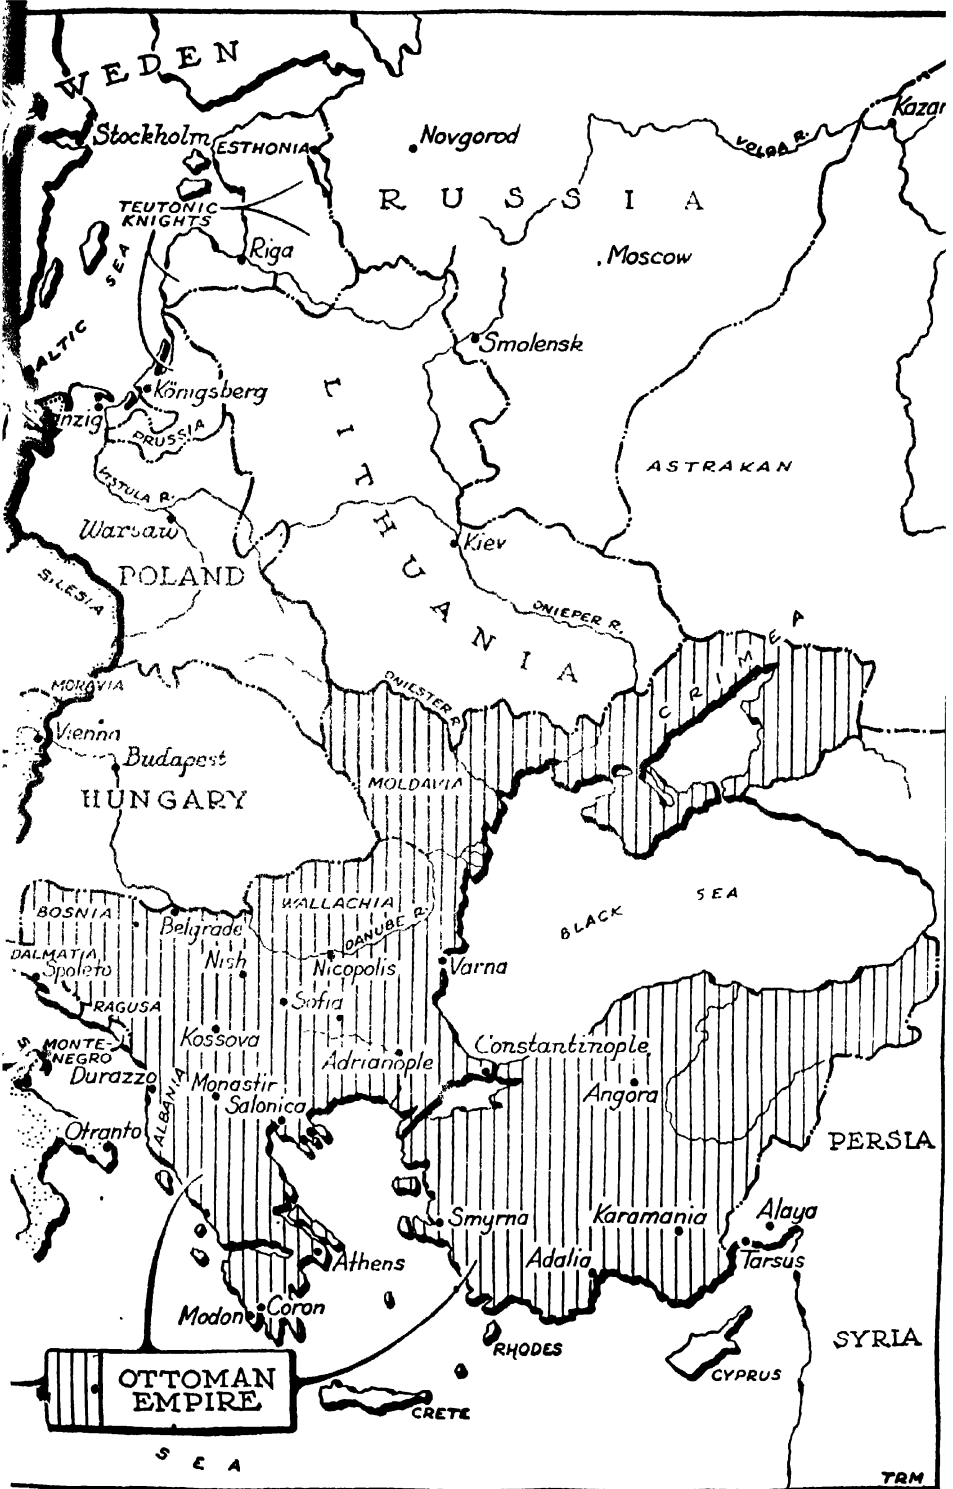 WEDEN
Kazan
Stockholm
ESTHONIA
Novgorod
VOLGA R.
RUSSIA
TEUTONIC
KNIGHTS
Riga
SEA
Moscow
ALTIC
Smolensk
Königsberg
anzig
PRUSSIA
LITHUANIA
ASTRAKAN
VISTULA R.
Warsaw
Kiev
POLAND
SILESIA
DNIEPER R.
CRIMEA
MORAVIA
DNIESTER R.
Vienna
Budapest
MOLDAVIA
HUNGARY
BOSNIA
WALLACHIA
BLACK SEA
Belgrade
DANUBE R.
DALMATIA
Spoleto
Nish
Nicopolis
Varna
RAGUSA
Sofia
Kossova
MONTE-
NEGRO
Adrianople
Constantinople
Durazzo
ALBANIA
Monastir
Salonica
Angora
Otranto
PERSIA
Smyrna
Karamania
Alaya
Athens
Adalia
Tarsus
Modon
Coron
RHODES
SYRIA
CYPRUS
OTTOMAN
EMPIRE
CRETE
SEA
TRM